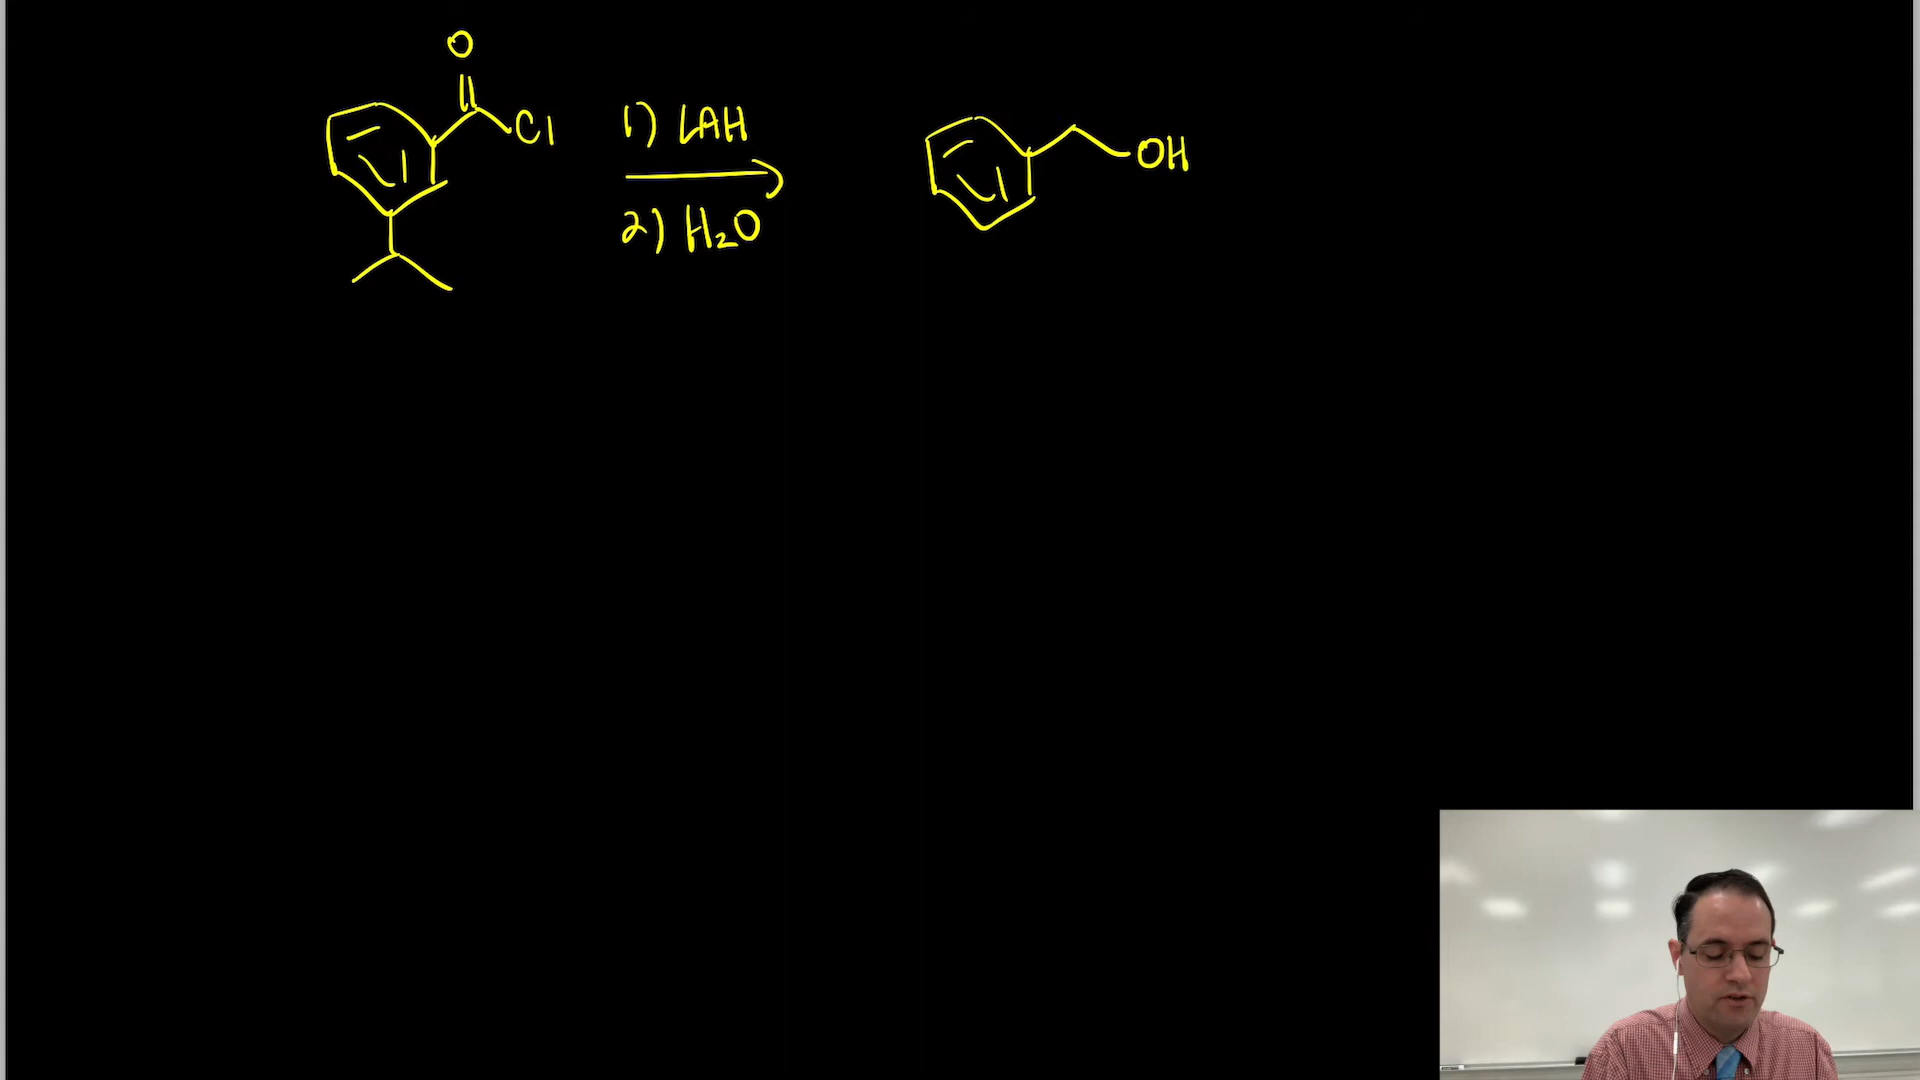 O
Cl
1) LAH
2) H₂O
OH